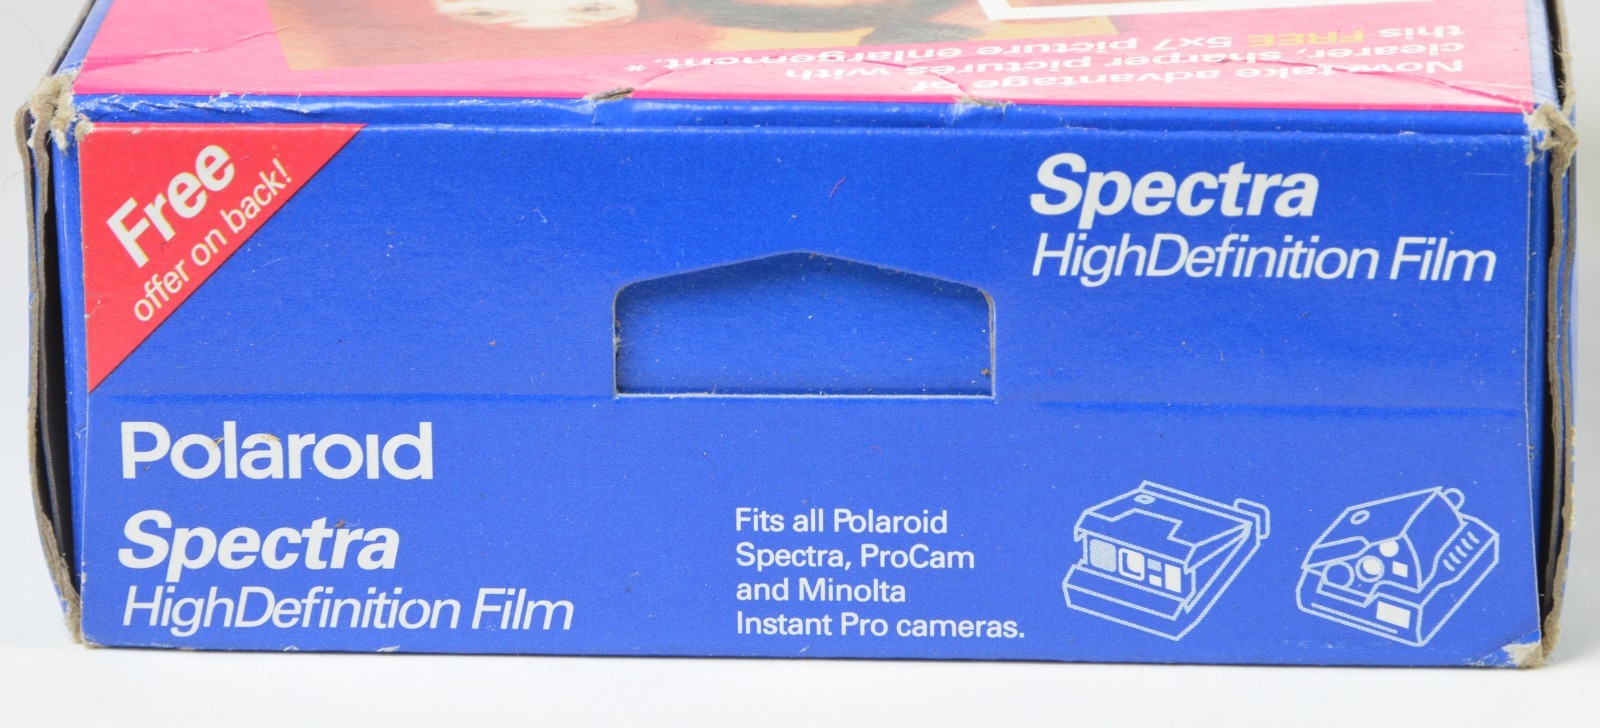 Now take advantage of
clearer, sharper pictures with
this FREE 5x7 picture enlargement.*
Free
offer on back!
Spectra
HighDefinition Film
Polaroid
Spectra
HighDefinition Film
Fits all Polaroid
Spectra, ProCam
and Minolta
Instant Pro cameras.